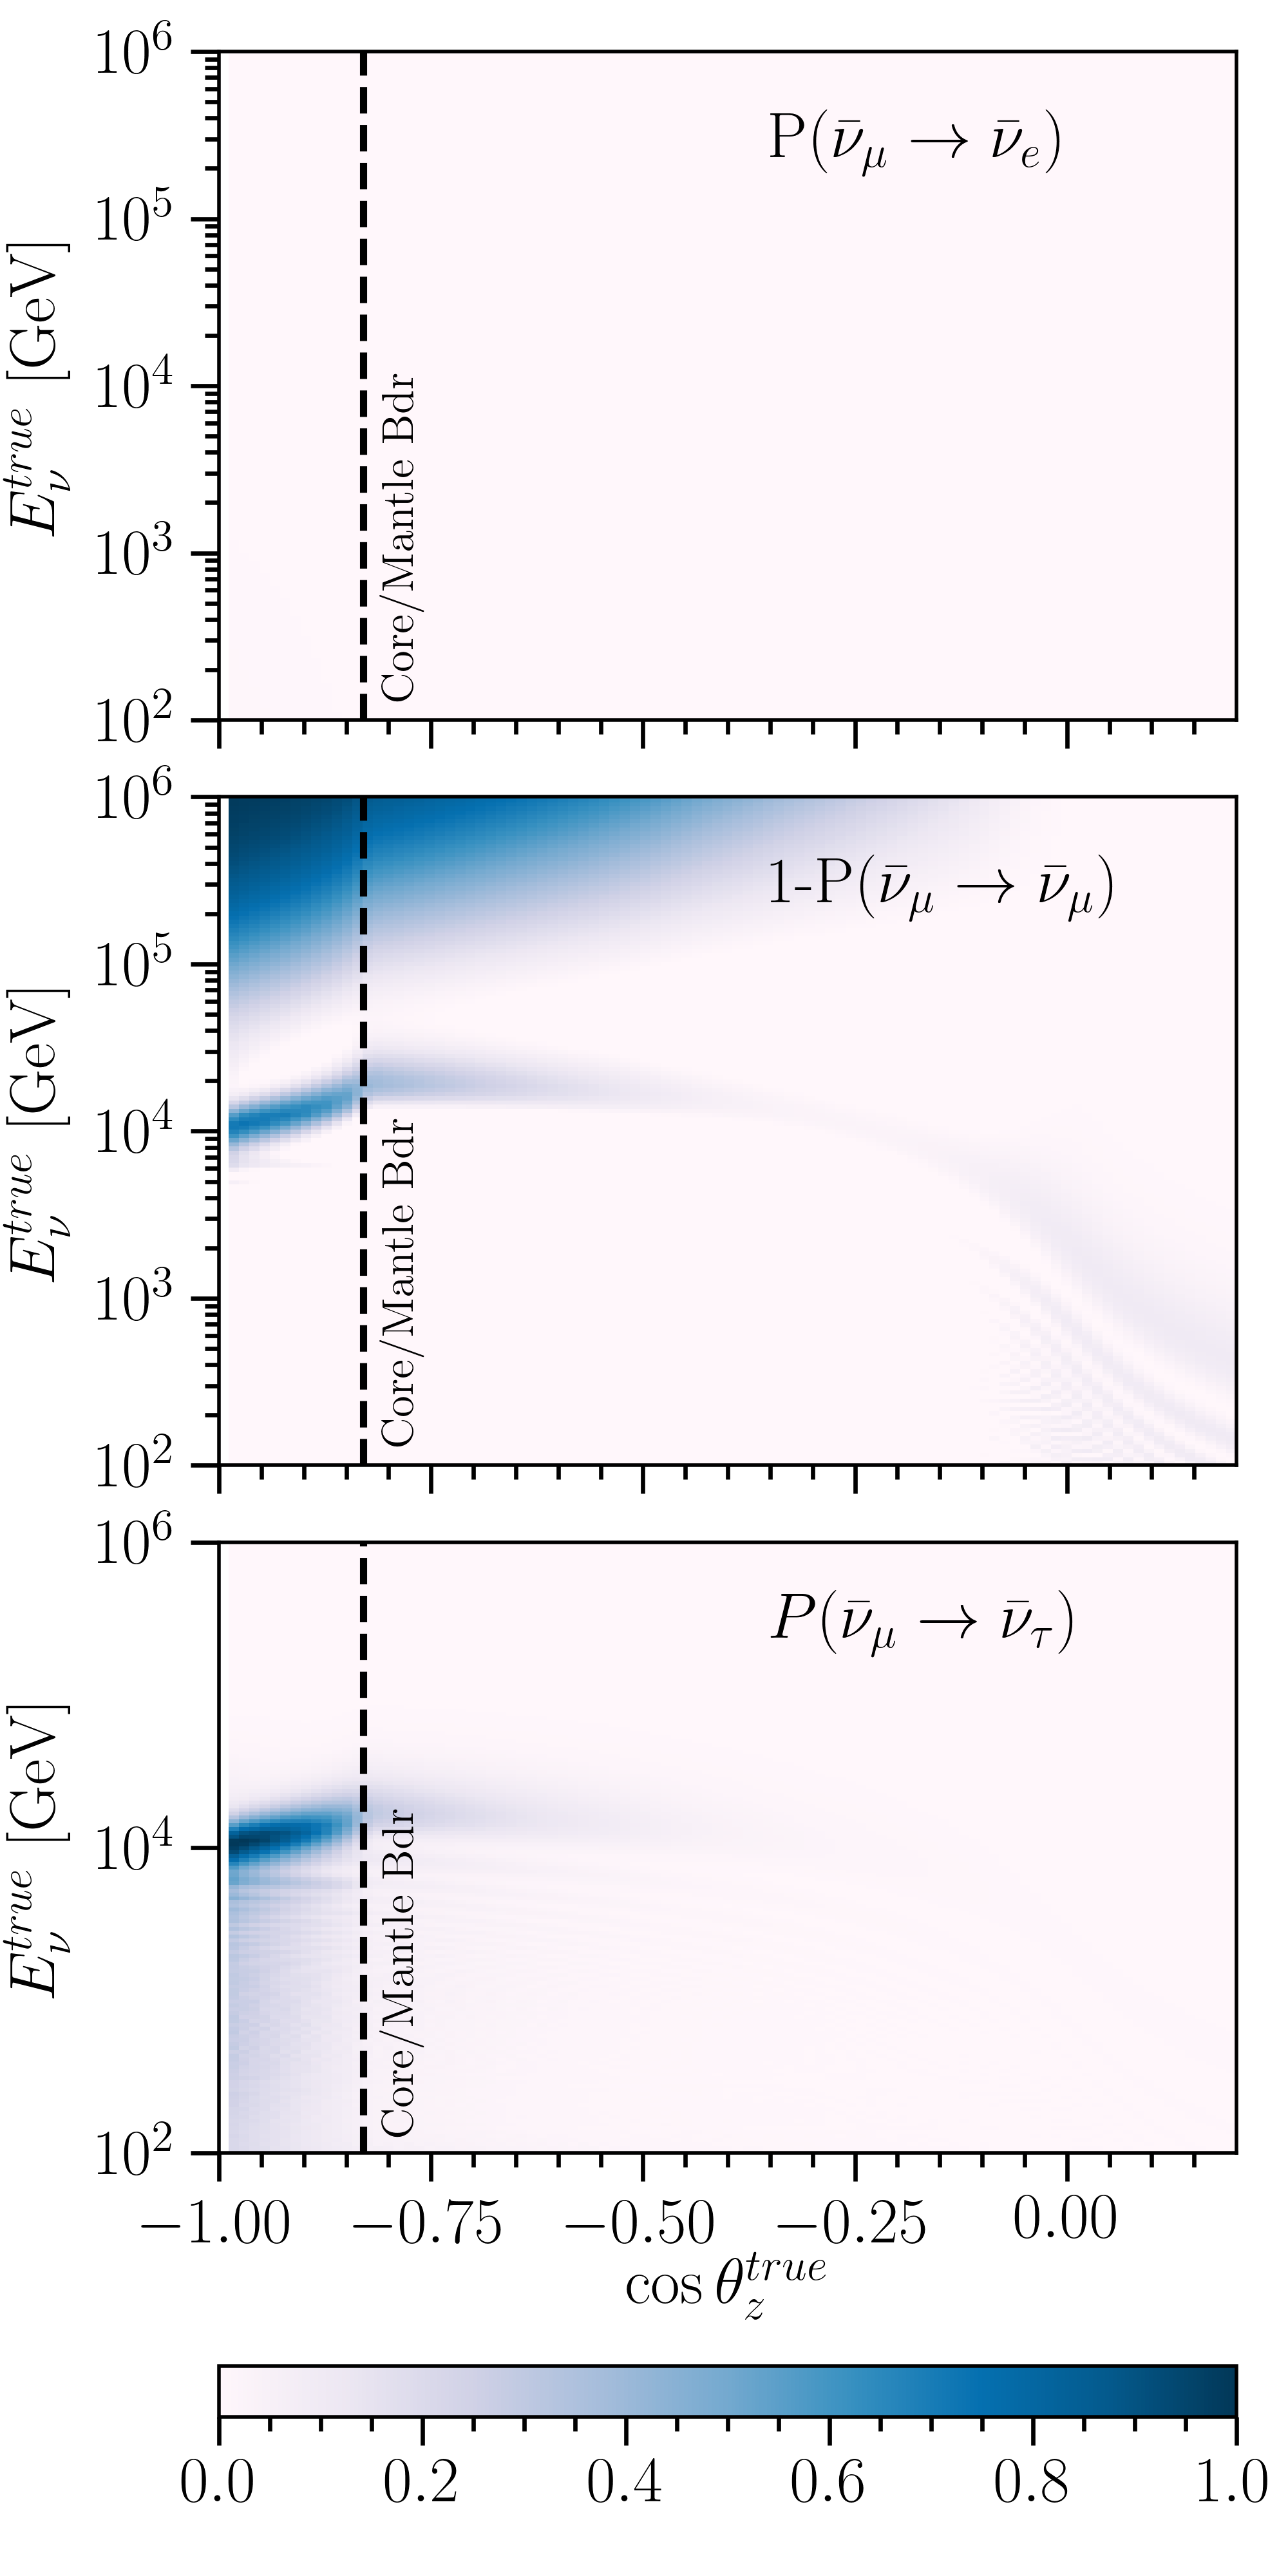 P(ν̄_μ → ν̄_e)
10^6
10^5
10^4
10^3
10^2
E_ν^true [GeV]
Core/Mantle Bdr
1-P(ν̄_μ → ν̄_μ)
10^6
10^5
10^4
10^3
10^2
E_ν^true [GeV]
Core/Mantle Bdr
P(ν̄_μ → ν̄_τ)
10^6
10^4
10^2
E_ν^true [GeV]
Core/Mantle Bdr
−1.00 −0.75 −0.50 −0.25 0.00
cos θ_z^true
0.0 0.2 0.4 0.6 0.8 1.0